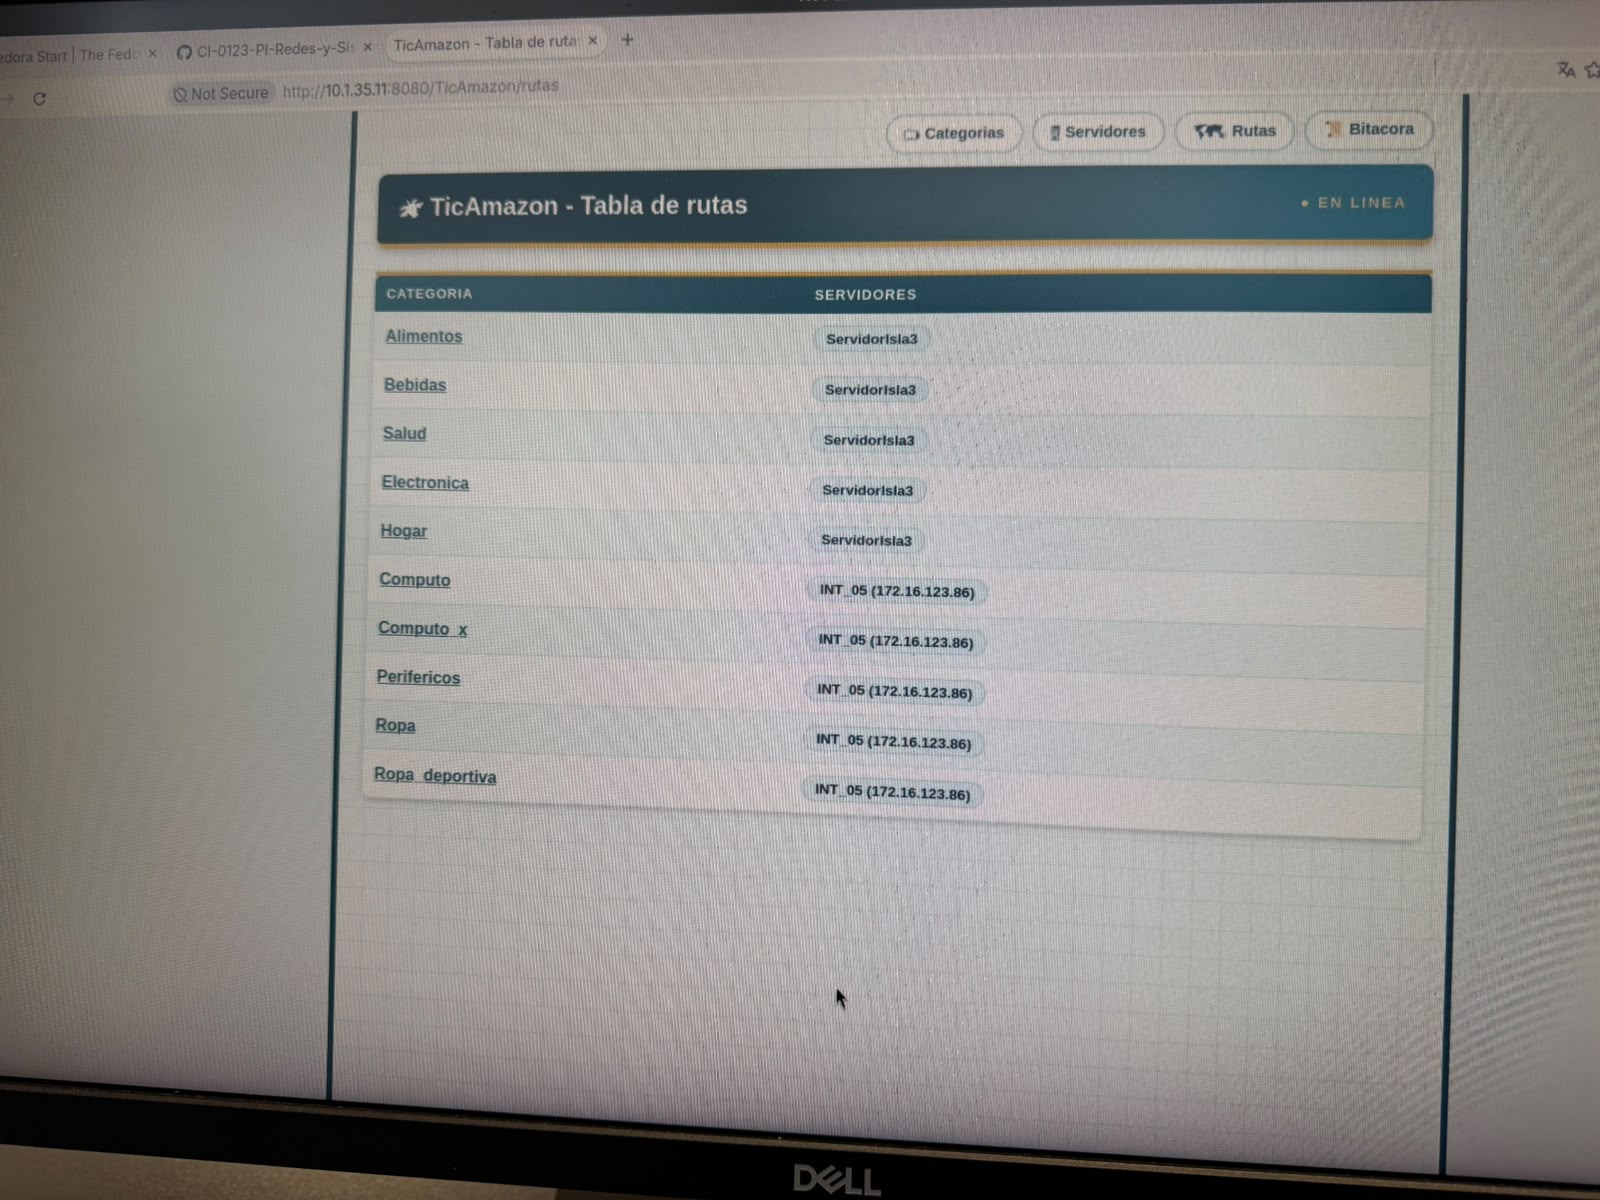 edora Start | The Fedo
CI-0123-PI-Redes-y-Sis
TicAmazon - Tabla de ruta
Not Secure http://10.1.35.11:8080/TicAmazon/rutas
Categorias Servidores Rutas Bitacora
TicAmazon - Tabla de rutas
• EN LINEA
CATEGORIA SERVIDORES
Alimentos ServidorIsla3
Bebidas ServidorIsla3
Salud ServidorIsla3
Electronica ServidorIsla3
Hogar ServidorIsla3
Computo INT_05 (172.16.123.86)
Computo_x INT_05 (172.16.123.86)
Perifericos INT_05 (172.16.123.86)
Ropa INT_05 (172.16.123.86)
Ropa_deportiva INT_05 (172.16.123.86)
DELL